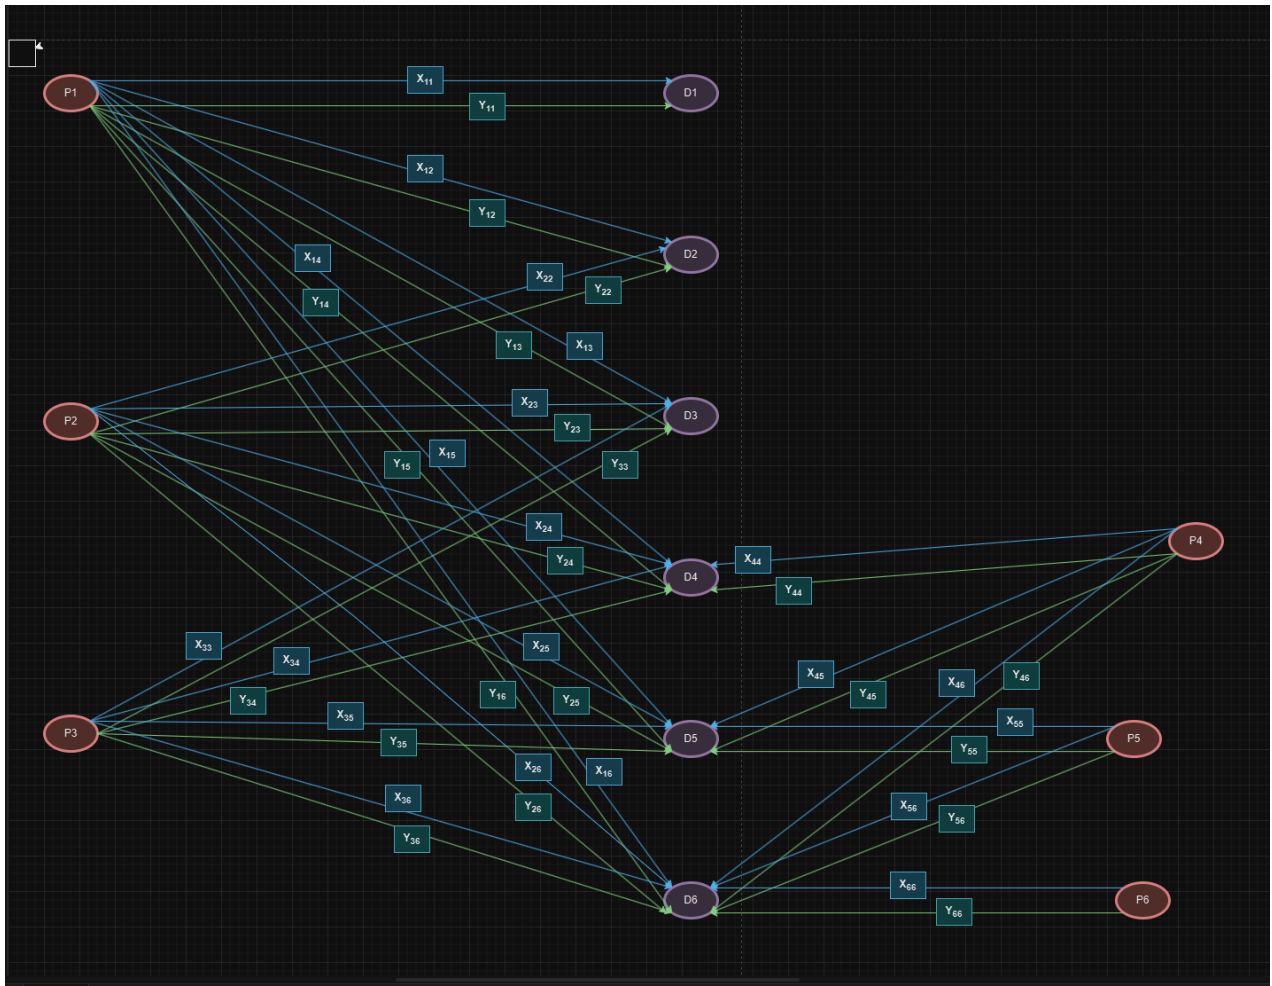 X₁₁
P1
D1
Y₁₁
X₁₂
Y₁₂
D2
X₁₄
X₂₂
Y₂₂
Y₁₄
Y₁₃
X₁₃
X₂₃
D3
P2
Y₂₃
X₁₅
Y₁₅
Y₃₃
X₂₄
P4
Y₂₄
X₄₄
D4
Y₄₄
X₃₃
X₂₅
X₃₄
X₄₅
Y₄₆
X₄₆
Y₁₆
Y₄₅
Y₃₄
Y₂₅
X₃₅
X₅₅
P3
Y₃₅
D5
P5
Y₅₅
X₂₆
X₁₆
X₃₆
Y₂₆
X₅₆
Y₅₆
Y₃₆
X₆₆
D6
P6
Y₆₆